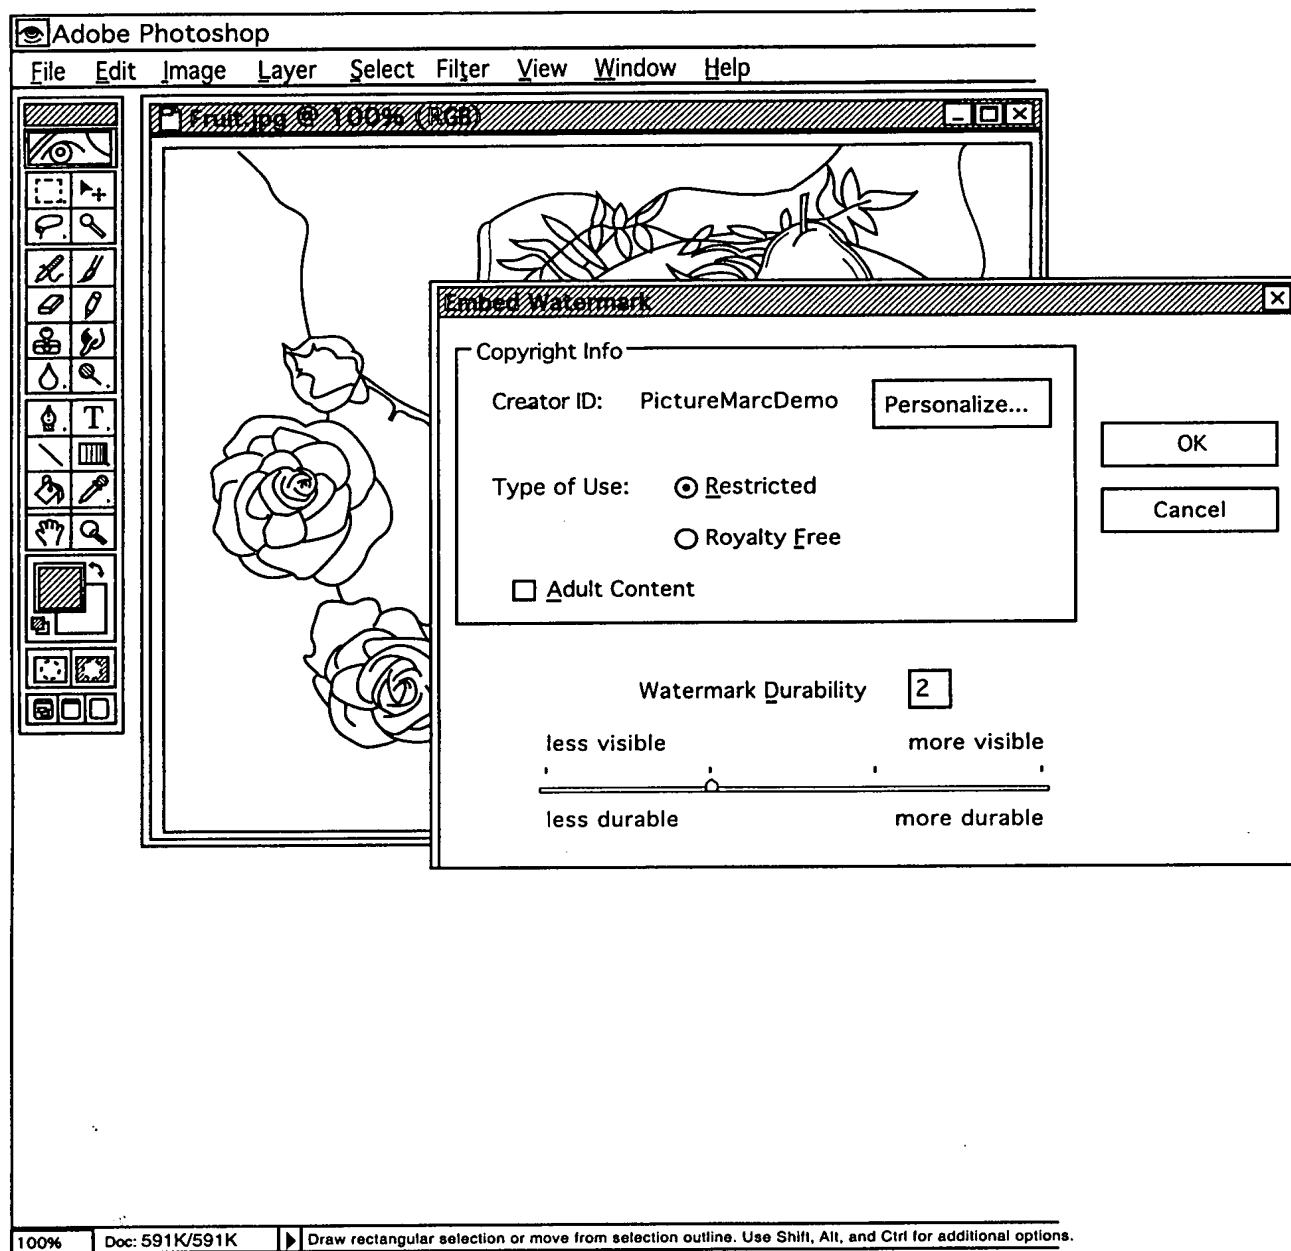 Adobe Photoshop
File Edit Image Layer Select Filter View Window Help
Fruit.jpg @ 100% (RGB)
Embed Watermark
Copyright Info
Creator ID: PictureMarcDemo Personalize...
OK
Type of Use: Restricted
Cancel
Royalty Free
Adult Content
Watermark Durability 2
less visible more visible
less durable more durable
100% Doc: 591K/591K Draw rectangular selection or move from selection outline. Use Shift, Alt, and Ctrl for additional options.